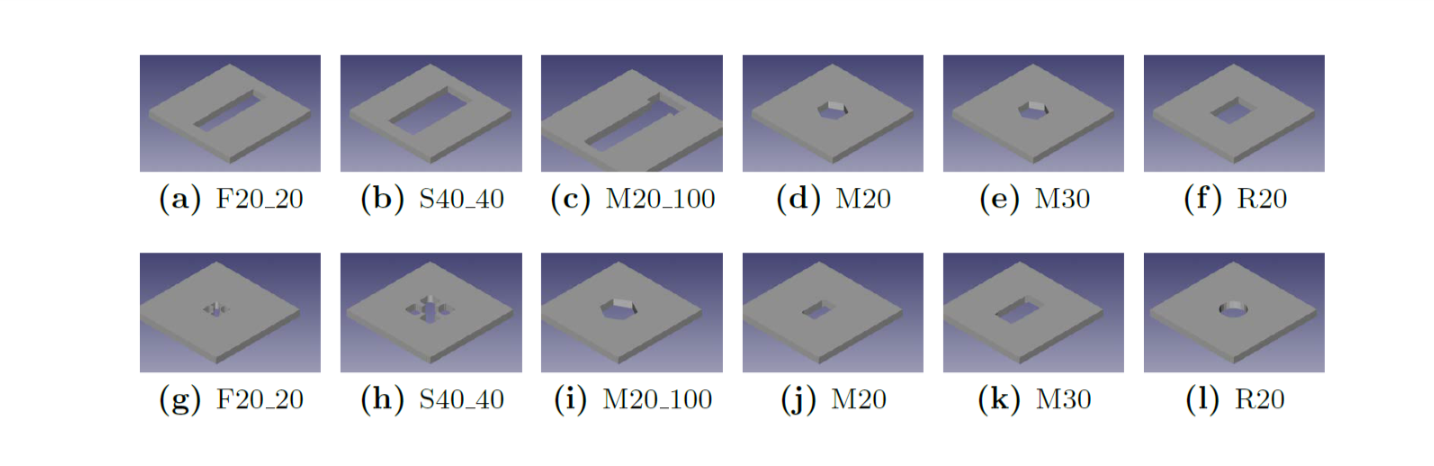 (a) F20_20 (b) S40_40 (c) M20_100 (d) M20 (e) M30 (f) R20
(g) F20_20 (h) S40_40 (i) M20_100 (j) M20 (k) M30 (l) R20